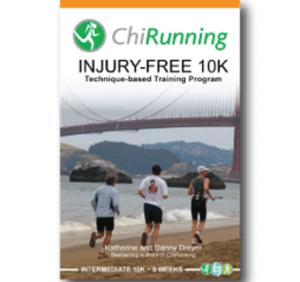 ChiRunning
INJURY-FREE 10K
Technique-based Training Program
Katherine and Danny Dreyer
Bestselling authors of ChiRunning
INTERMEDIATE 10K – 8 WEEKS